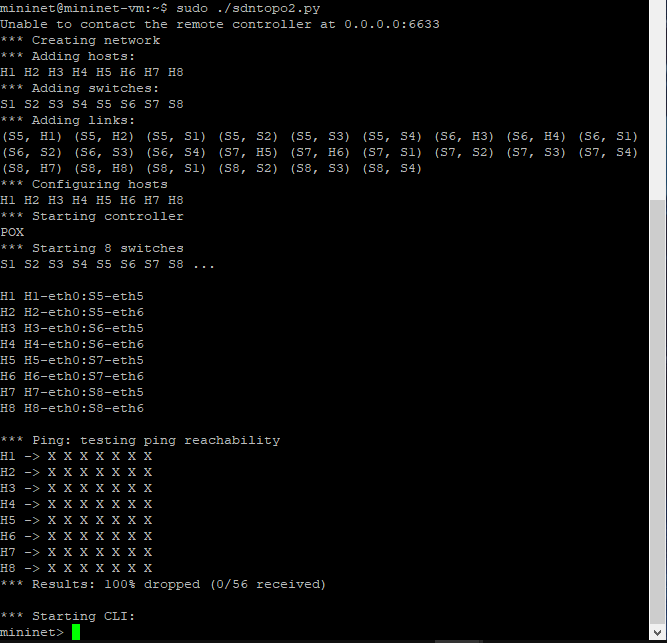 mininet@mininet-vm:~$ sudo ./sdntopo2.py
Unable to contact the remote controller at 0.0.0.0:6633
*** Creating network
*** Adding hosts:
H1 H2 H3 H4 H5 H6 H7 H8
*** Adding switches:
S1 S2 S3 S4 S5 S6 S7 S8
*** Adding links:
(S5, H1) (S5, H2) (S5, S1) (S5, S2) (S5, S3) (S5, S4) (S6, H3) (S6, H4) (S6, S1)
(S6, S2) (S6, S3) (S6, S4) (S7, H5) (S7, H6) (S7, S1) (S7, S2) (S7, S3) (S7, S4)
(S8, H7) (S8, H8) (S8, S1) (S8, S2) (S8, S3) (S8, S4)
*** Configuring hosts
H1 H2 H3 H4 H5 H6 H7 H8
*** Starting controller
POX
*** Starting 8 switches
S1 S2 S3 S4 S5 S6 S7 S8 ...
H1 H1-eth0:S5-eth5
H2 H2-eth0:S5-eth6
H3 H3-eth0:S6-eth5
H4 H4-eth0:S6-eth6
H5 H5-eth0:S7-eth5
H6 H6-eth0:S7-eth6
H7 H7-eth0:S8-eth5
H8 H8-eth0:S8-eth6
*** Ping: testing ping reachability
H1 -> X X X X X X X
H2 -> X X X X X X X
H3 -> X X X X X X X
H4 -> X X X X X X X
H5 -> X X X X X X X
H6 -> X X X X X X X
H7 -> X X X X X X X
H8 -> X X X X X X X
*** Results: 100% dropped (0/56 received)
*** Starting CLI:
mininet>